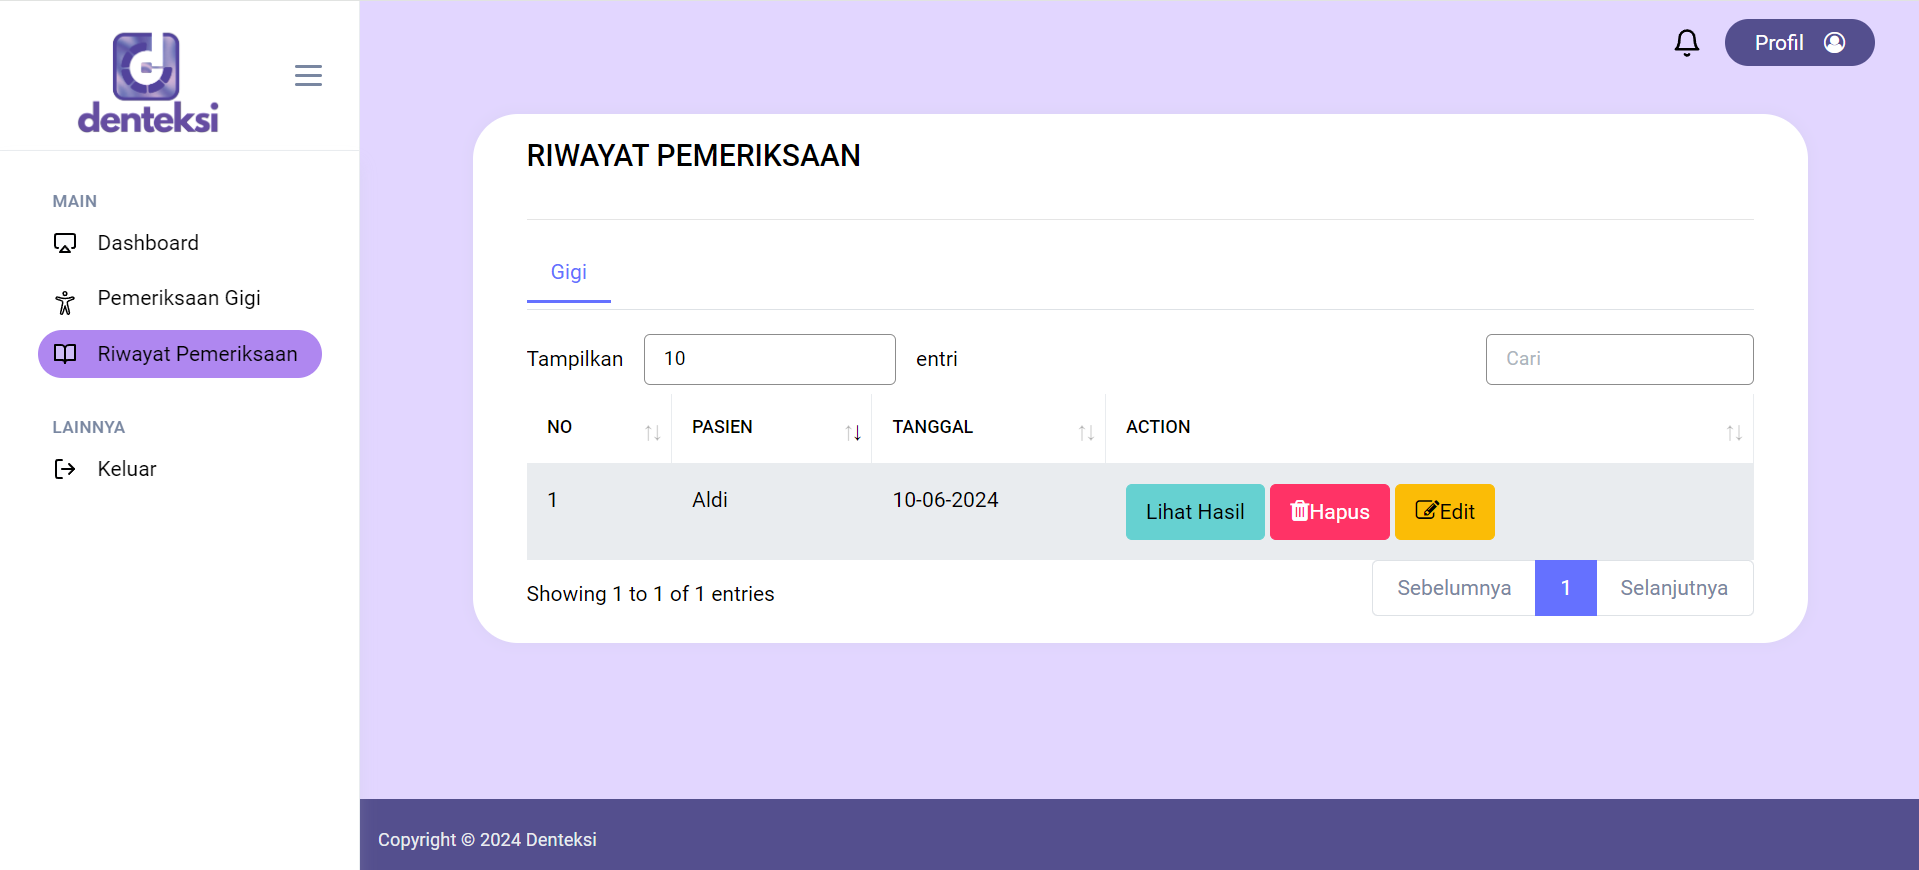 denteksi
Profil
MAIN
Dashboard
Pemeriksaan Gigi
Riwayat Pemeriksaan
LAINNYA
Keluar
RIWAYAT PEMERIKSAAN
Gigi
Tampilkan 10 entri Cari
NO PASIEN TANGGAL ACTION
1 Aldi 10-06-2024 Lihat Hasil Hapus Edit
Showing 1 to 1 of 1 entries Sebelumnya 1 Selanjutnya
Copyright © 2024 Denteksi